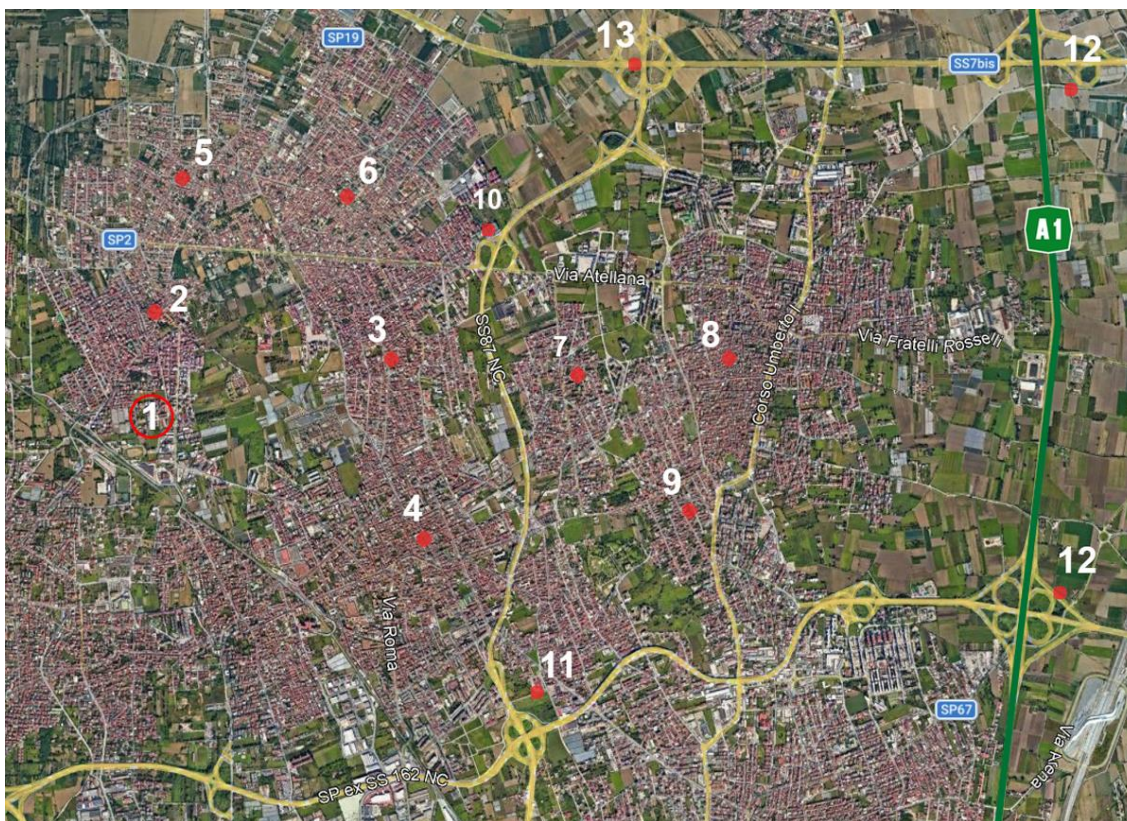 SP19
13
12
SS7bis
5
6
10
A1
SP2
Via Atellana
2
SS87 NC
3
7
8
Corso Umberto I
Via Fratelli Rosselli
1
9
4
12
Via Roma
11
SP67
Via Arena
SP ex SS 162 NC